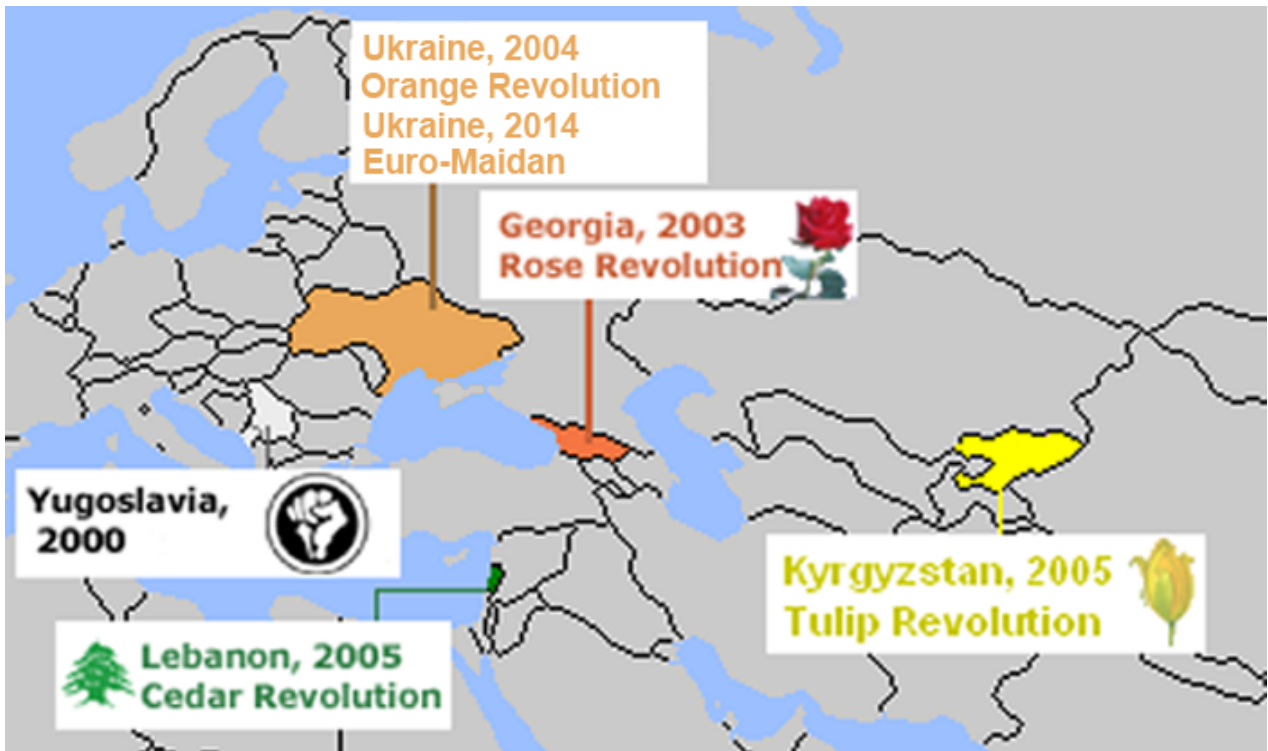 Ukraine, 2004
Orange Revolution
Ukraine, 2014
Euro-Maidan
Georgia, 2003
Rose Revolution
Yugoslavia,
2000
Kyrgyzstan, 2005
Tulip Revolution
Lebanon, 2005
Cedar Revolution